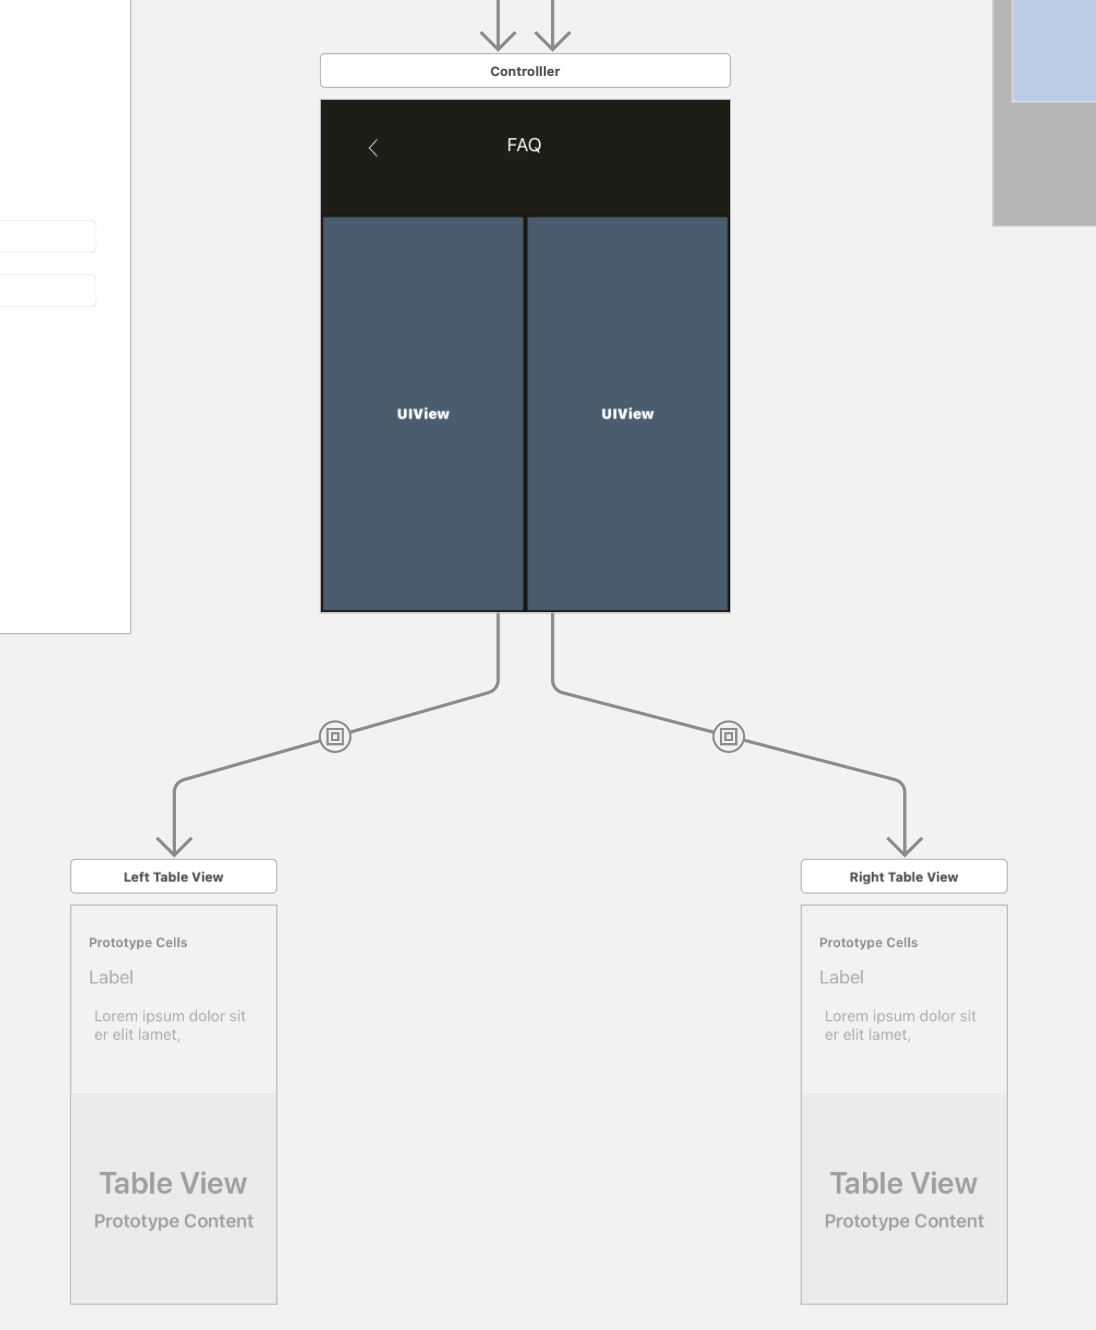 Controlller
FAQ
UIView
UIView
Left Table View
Prototype Cells
Label
Lorem ipsum dolor sit
er elit lamet,
Table View
Prototype Content
Right Table View
Prototype Cells
Label
Lorem ipsum dolor sit
er elit lamet,
Table View
Prototype Content